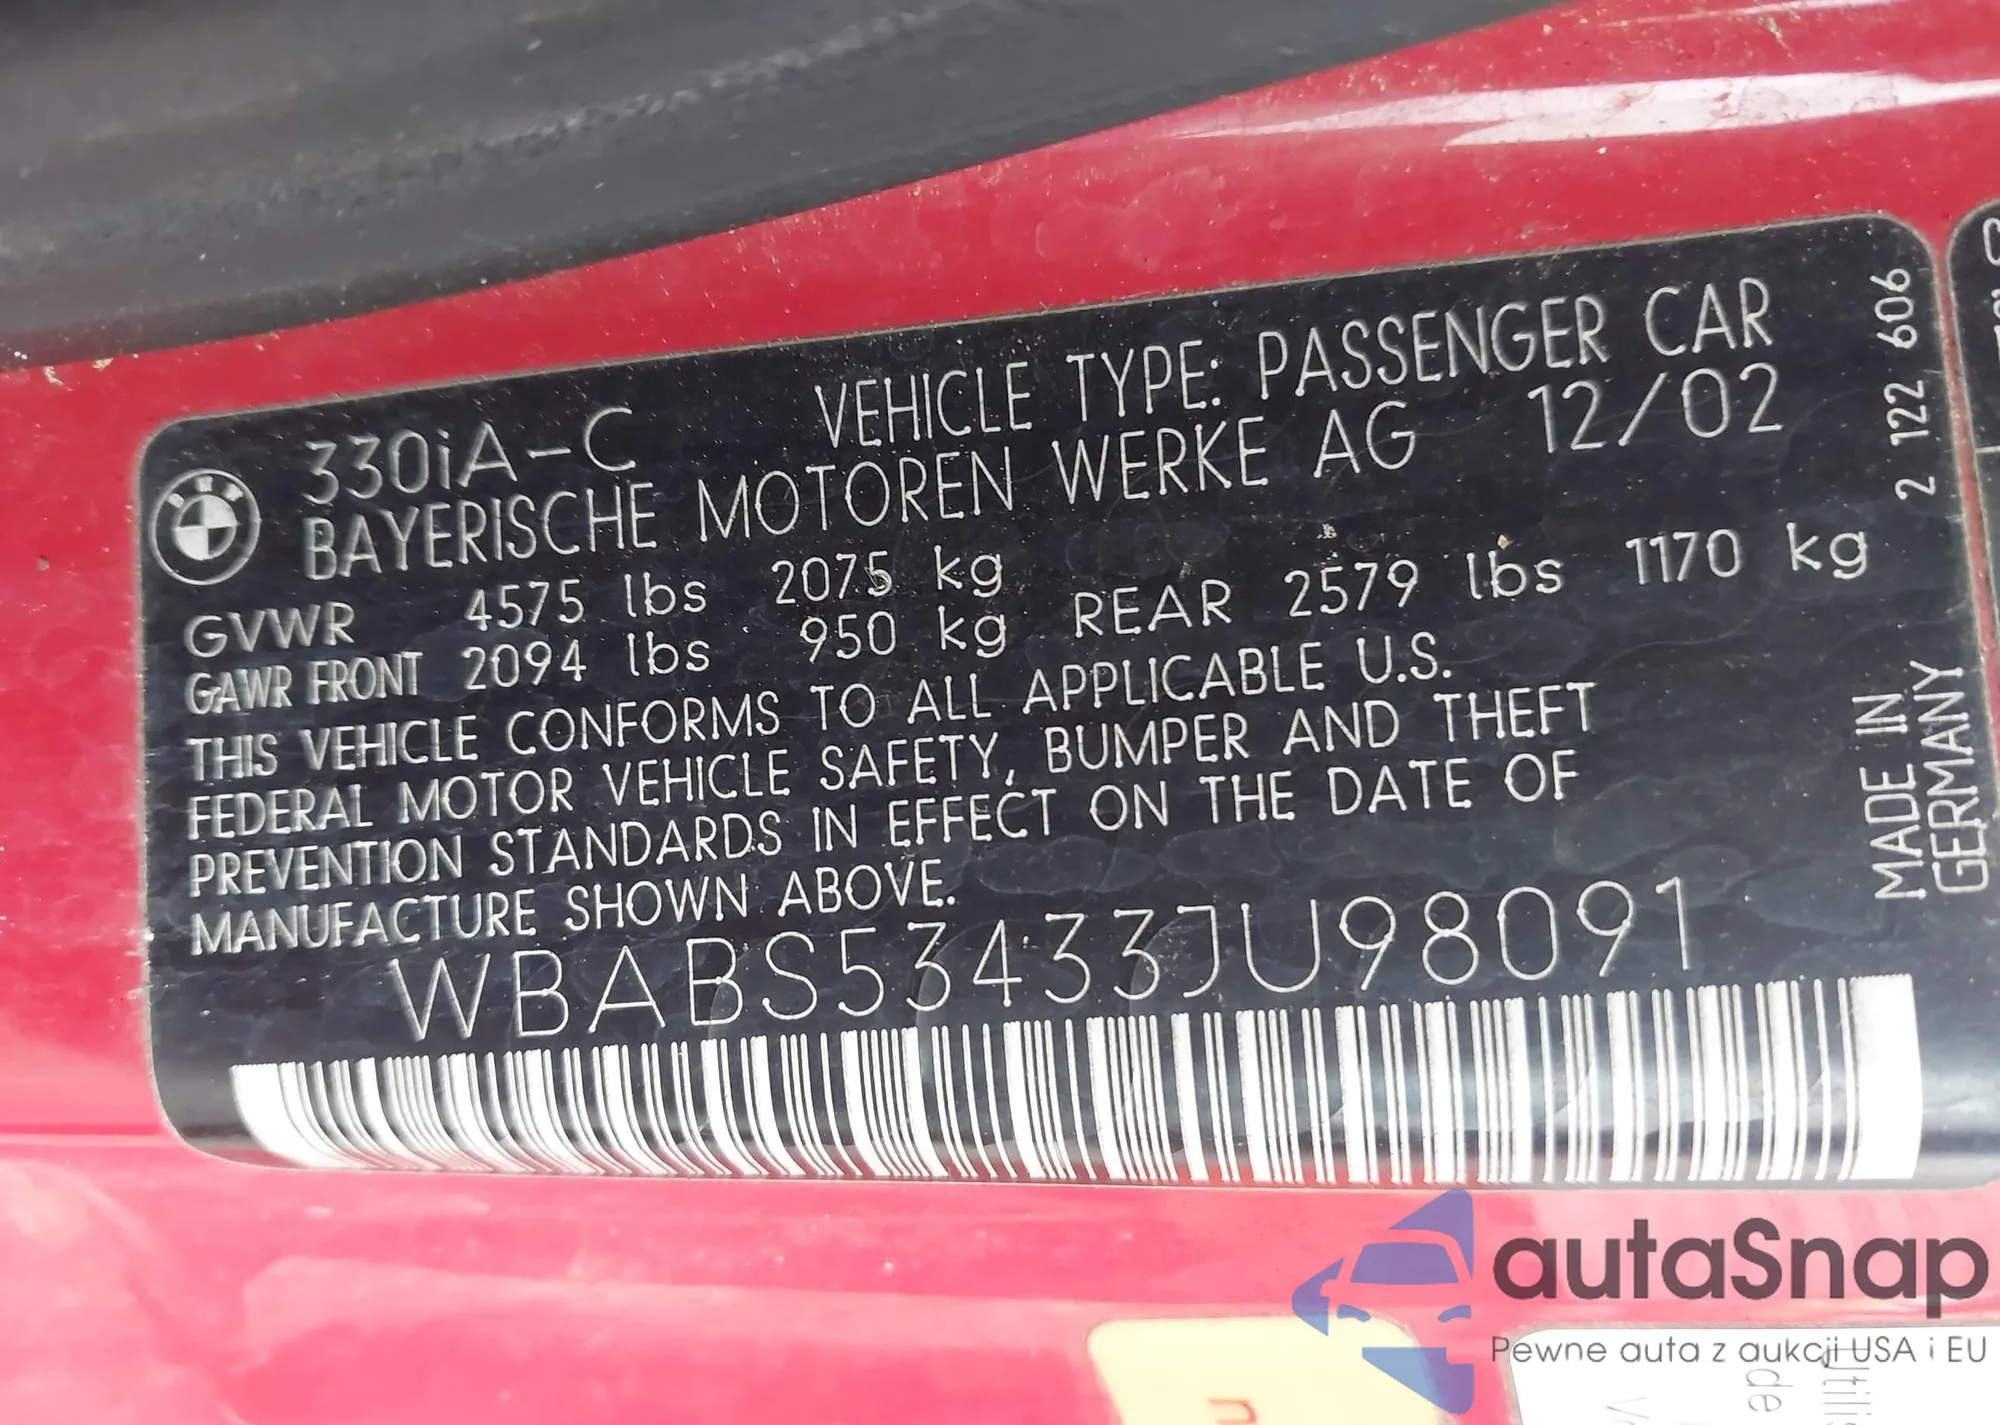 330iA-C VEHICLE TYPE: PASSENGER CAR
BAYERISCHE MOTOREN WERKE AG 12/02
GVWR 4575 lbs 2075 kg
GAWR FRONT 2094 lbs 950 kg REAR 2579 lbs 1170 kg
THIS VEHICLE CONFORMS TO ALL APPLICABLE U.S.
FEDERAL MOTOR VEHICLE SAFETY, BUMPER AND THEFT
PREVENTION STANDARDS IN EFFECT ON THE DATE OF
MANUFACTURE SHOWN ABOVE.
WBABS53433JU98091
2 122 606
MADE IN
GERMANY
autaSnap
Pewne auta z aukcji USA i EU
de